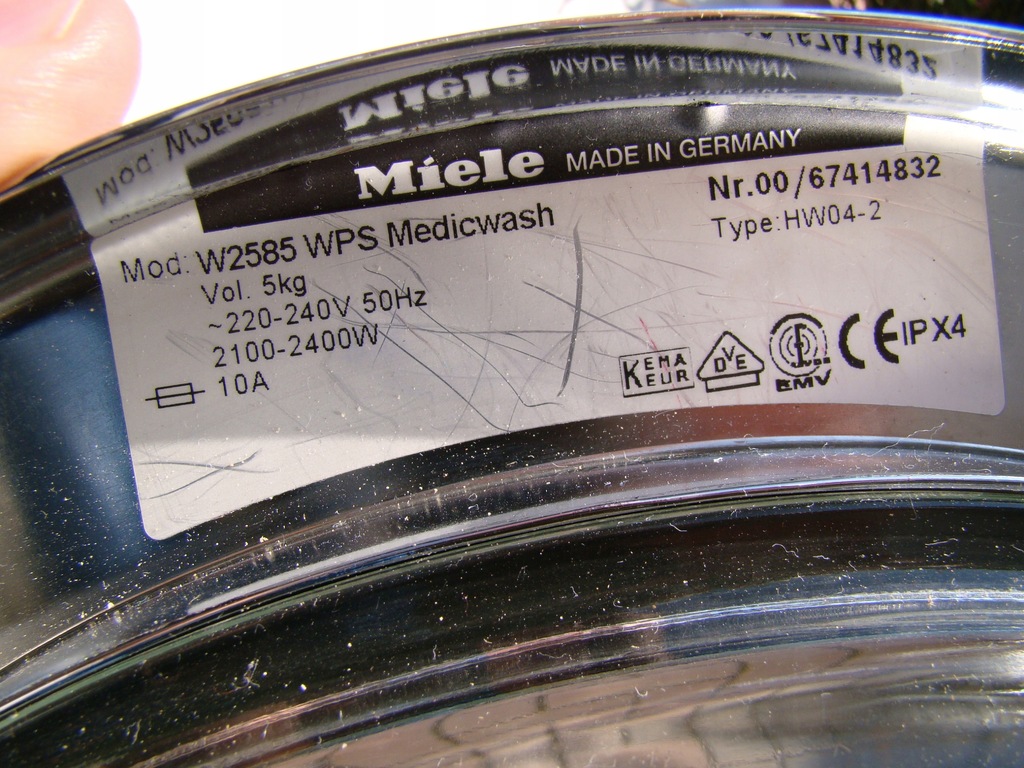 Miele MADE IN GERMANY
Mod: W2585 WPS Medicwash
Nr.00/67414832
Type:HW04-2
Vol. 5kg
~220-240V 50Hz
2100-2400W
10A
KEMA
KEUR
DVE
EMV
CE IPX4